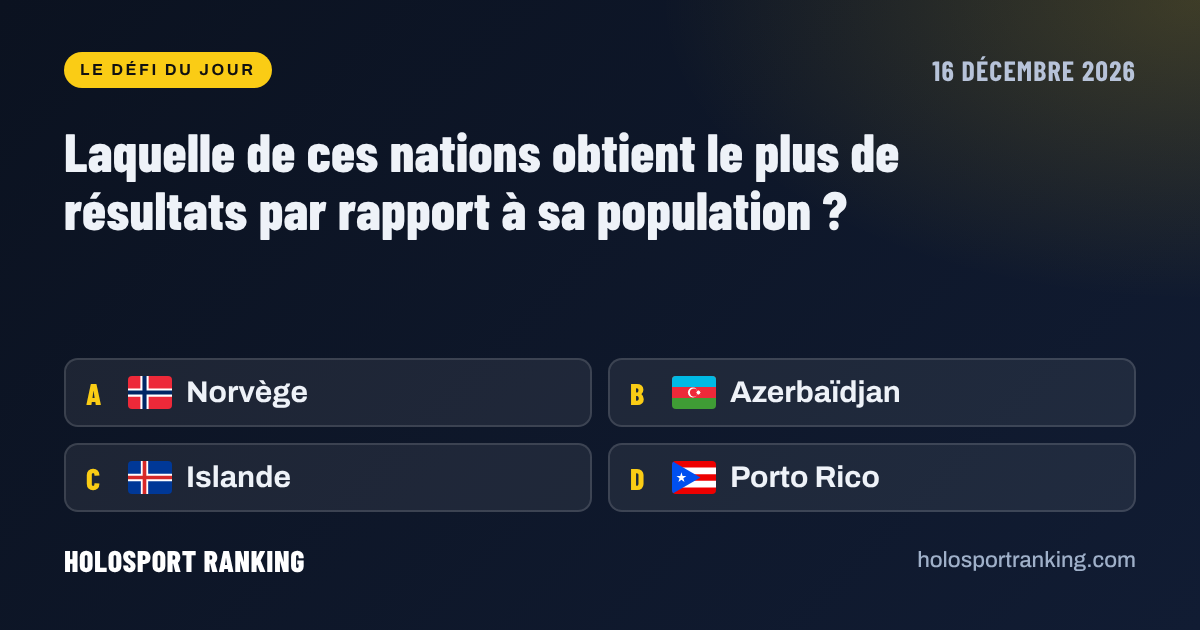 LE DÉFI DU JOUR
16 DÉCEMBRE 2026
Laquelle de ces nations obtient le plus de
résultats par rapport à sa population ?
A Norvège
B Azerbaïdjan
C Islande
D Porto Rico
HOLOSPORT RANKING
holosportranking.com